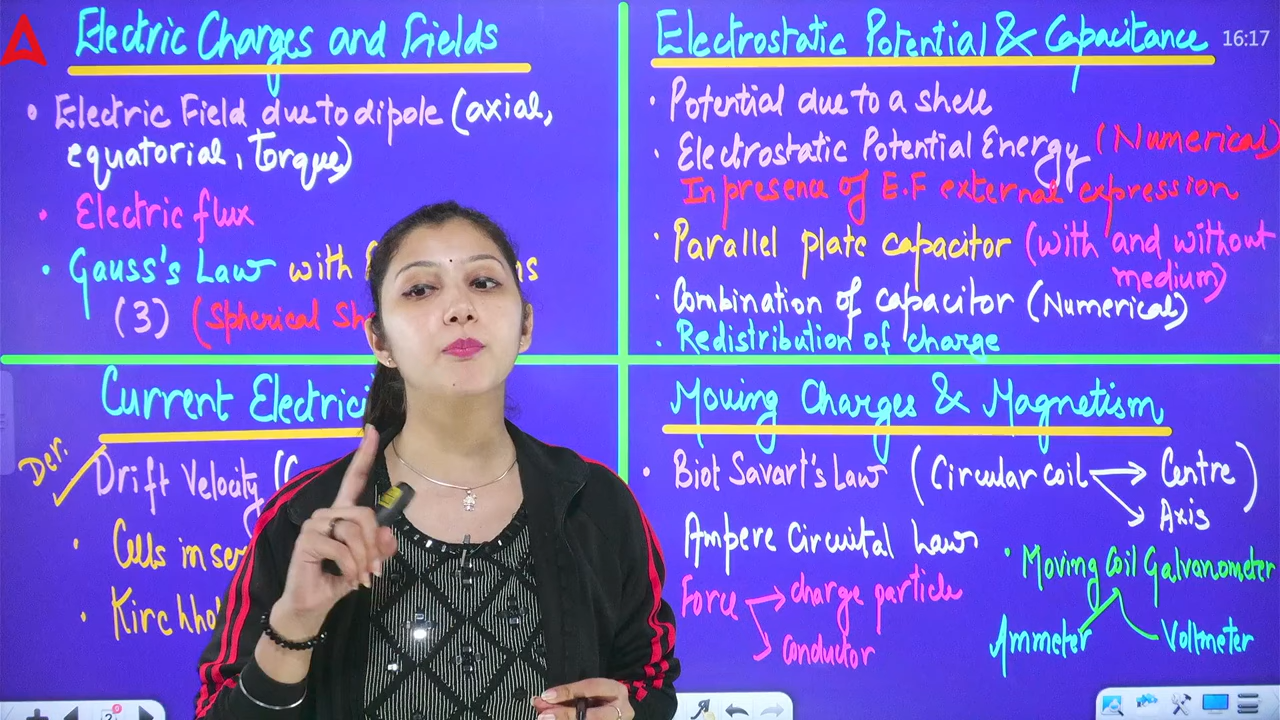 Electric Charges and Fields
• Electric Field due to dipole (axial,
equatorial, Torque)
• Electric flux
• Gauss's Law with
(3) (Spherical
Current
Der.
Drift Velocity
• Cells in
•
Electrostatic Potential & Capacitance
16:17
• Potential due to a shell
• Electrostatic Potential Energy (Numerical)
In presence of E.F external expression
• Parallel plate capacitor (with and without
medium)
• Combination of capacitor (Numerical)
• Redistribution of charge
Moving Charges & Magnetism
• Biot Savart's Law (Circular coil → Centre
→ Axis)
Ampere Circuital Law
• Moving Coil Galvanometer
Force → charge particle
→ Conductor
Ammeter Voltmeter